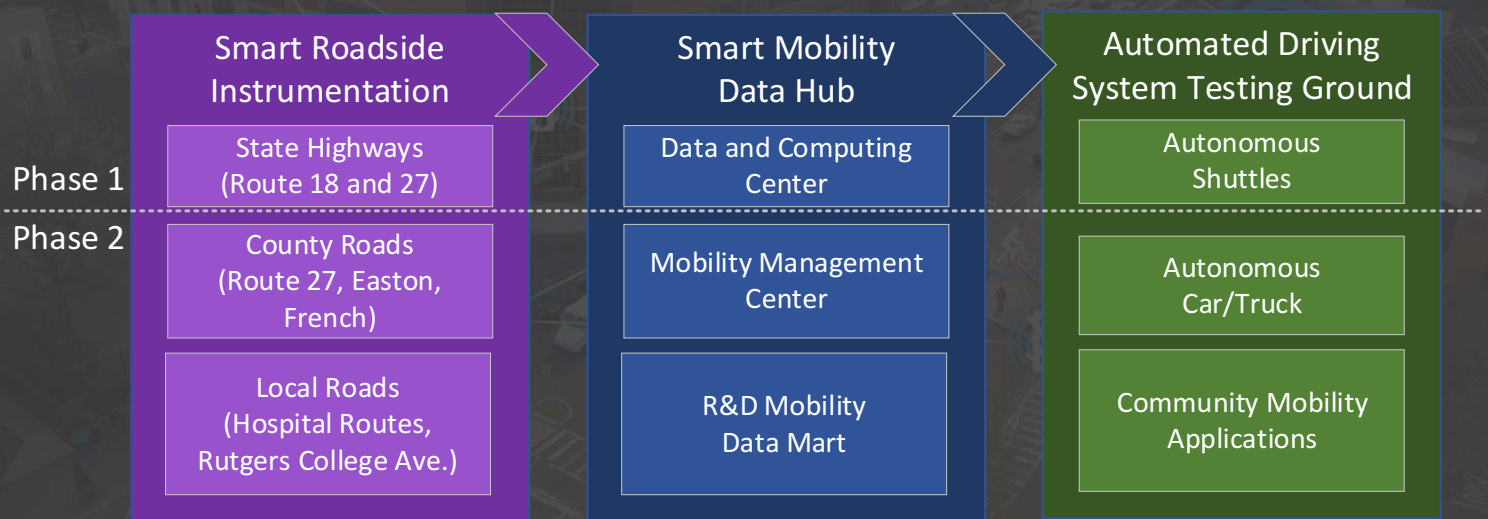 Smart Roadside
Instrumentation
Smart Mobility
Data Hub
Automated Driving
System Testing Ground
Phase 1
State Highways
(Route 18 and 27)
Data and Computing
Center
Autonomous
Shuttles
Phase 2
County Roads
(Route 27, Easton,
French)
Mobility Management
Center
Autonomous
Car/Truck
Local Roads
(Hospital Routes,
Rutgers College Ave.)
R&D Mobility
Data Mart
Community Mobility
Applications